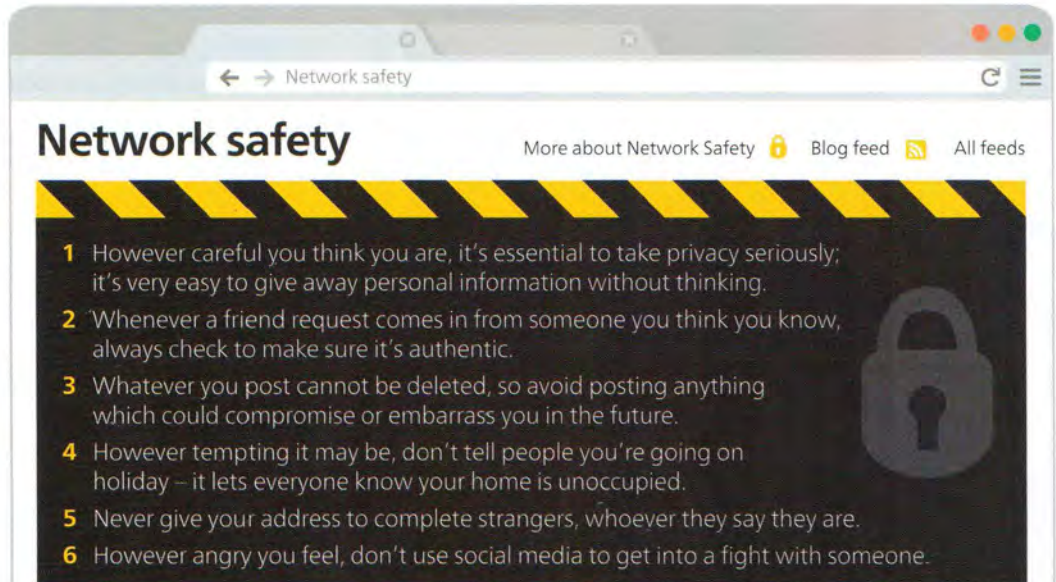 Network safety
Network safety
More about Network Safety Blog feed All feeds
1 However careful you think you are, it's essential to take privacy seriously;
it's very easy to give away personal information without thinking.
2 Whenever a friend request comes in from someone you think you know,
always check to make sure it's authentic.
3 Whatever you post cannot be deleted, so avoid posting anything
which could compromise or embarrass you in the future.
4 However tempting it may be, don't tell people you're going on
holiday – it lets everyone know your home is unoccupied.
5 Never give your address to complete strangers, whoever they say they are.
6 However angry you feel, don't use social media to get into a fight with someone.